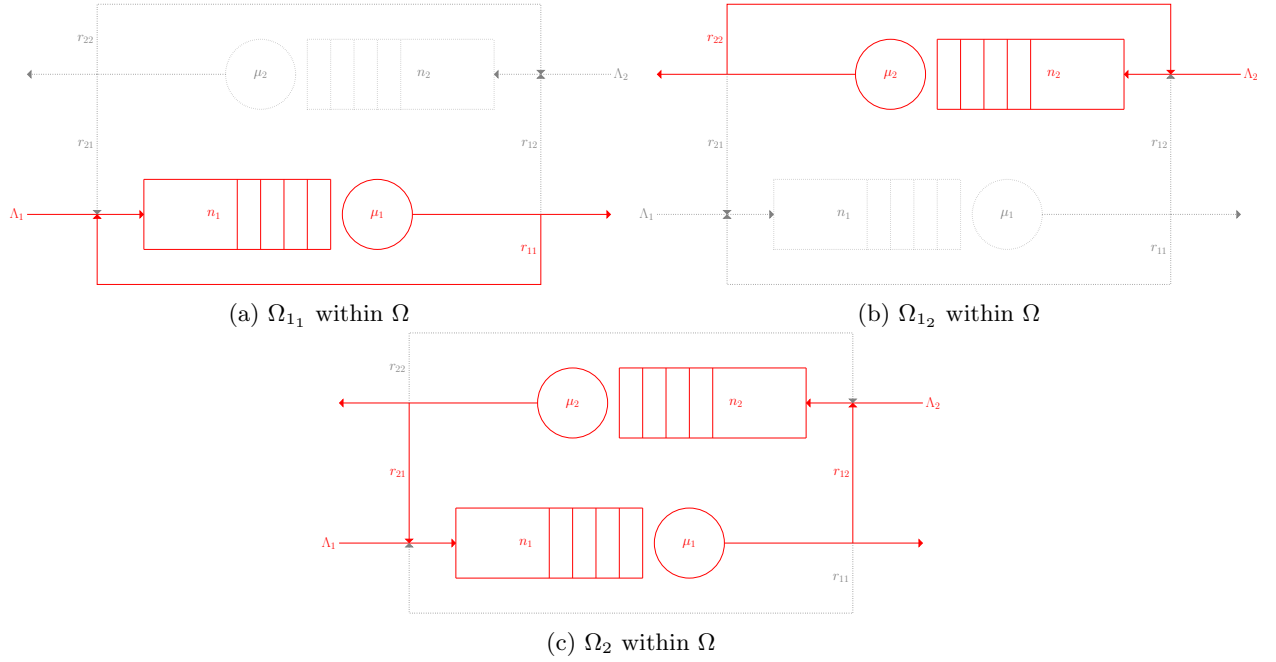 r₂₂
μ₂ n₂ Λ₂
r₂₁ r₁₂
Λ₁ n₁ μ₁
r₁₁
(a) Ω₁₁ within Ω
r₂₂
μ₂ n₂ Λ₂
r₂₁ r₁₂
Λ₁ n₁ μ₁
r₁₁
(b) Ω₁₂ within Ω
r₂₂
μ₂ n₂ Λ₂
r₂₁ r₁₂
Λ₁ n₁ μ₁
r₁₁
(c) Ω₂ within Ω